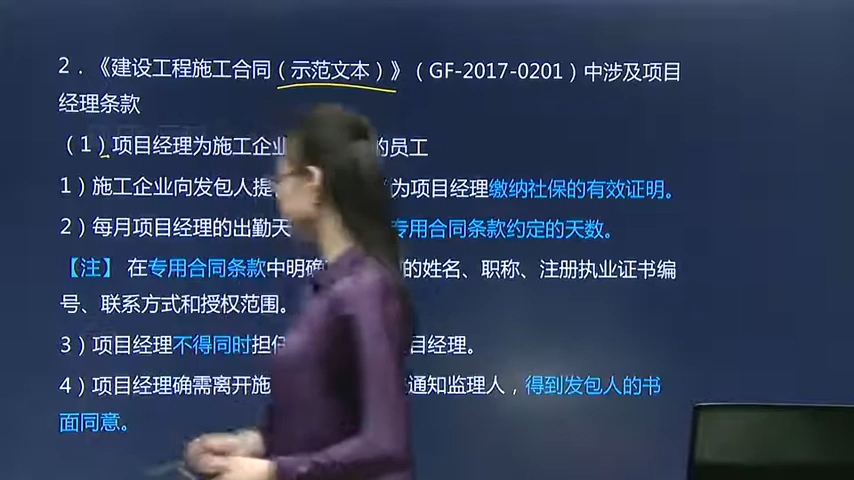 2．《建设工程施工合同（示范文本）》（GF-2017-0201）中涉及项目
经理条款
（1）项目经理为施工企业 的员工
1）施工企业向发包人提 为项目经理缴纳社保的有效证明。
2）每月项目经理的出勤天 专用合同条款约定的天数。
【注】 在专用合同条款中明确 的姓名、职称、注册执业证书编
号、联系方式和授权范围。
3）项目经理不得同时担任 目经理。
4）项目经理确需离开施 通知监理人，得到发包人的书
面同意。